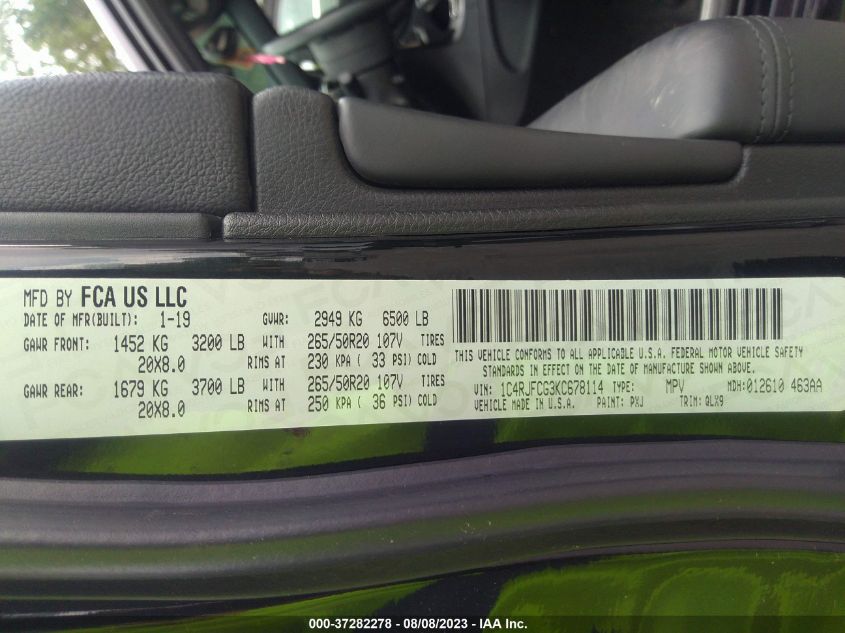 MFD BY FCA US LLC
DATE OF MFR(BUILT): 1-19 GVWR: 2949 KG 6500 LB
GAWR FRONT: 1452 KG 3200 LB WITH 265/50R20 107V TIRES
20X8.0 RIMS AT 230 KPA ( 33 PSI) COLD
GAWR REAR: 1679 KG 3700 LB WITH 265/50R20 107V TIRES
20X8.0 RIMS AT 250 KPA ( 36 PSI) COLD
THIS VEHICLE CONFORMS TO ALL APPLICABLE U.S.A. FEDERAL MOTOR VEHICLE SAFETY
STANDARDS IN EFFECT ON THE DATE OF MANUFACTURE SHOWN ABOVE.
VIN: 1C4RJFCG3KC678114 TYPE: MPV MDH:012610 463AA
VEHICLE MADE IN U.S.A. PAINT: PXJ TRIM: QLX9
000-37282278 - 08/08/2023 - IAA Inc.